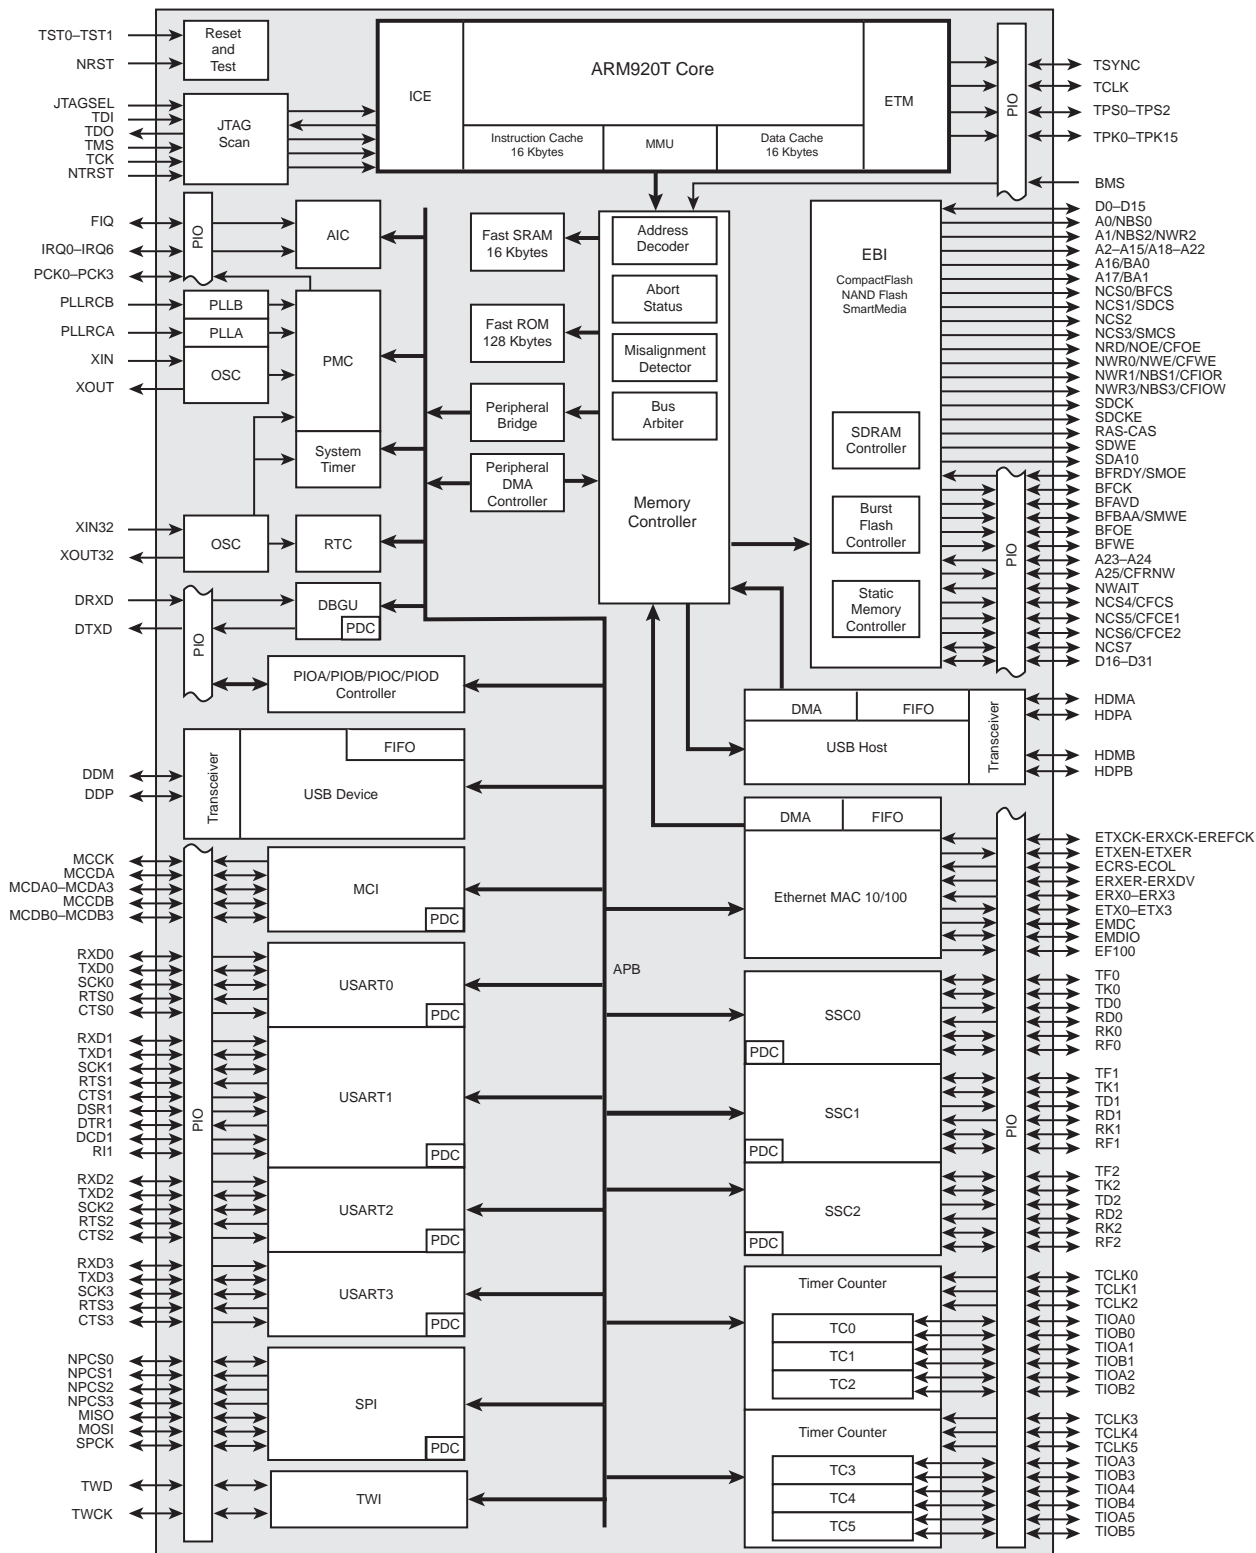 TST0–TST1
NRST
Reset
and
Test
JTAGSEL
TDI
TDO
TMS
TCK
NTRST
JTAG
Scan
ICE
ARM920T Core
ETM
Instruction Cache
16 Kbytes
MMU
Data Cache
16 Kbytes
PIO
TSYNC
TCLK
TPS0–TPS2
TPK0–TPK15
BMS
FIQ
IRQ0–IRQ6
PCK0–PCK3
PIO
AIC
PLLRCB
PLLRCA
XIN
XOUT
PLLB
PLLA
OSC
PMC
System
Timer
XIN32
XOUT32
OSC
RTC
DRXD
DTXD
PIO
DBGU
PDC
PIOA/PIOB/PIOC/PIOD
Controller
Fast SRAM
16 Kbytes
Fast ROM
128 Kbytes
Peripheral
Bridge
Peripheral
DMA
Controller
Address
Decoder
Abort
Status
Misalignment
Detector
Bus
Arbiter
Memory
Controller
EBI
CompactFlash
NAND Flash
SmartMedia
SDRAM
Controller
Burst
Flash
Controller
Static
Memory
Controller
D0–D15
A0/NBS0
A1/NBS2/NWR2
A2–A15/A18–A22
A16/BA0
A17/BA1
NCS0/BFCS
NCS1/SDCS
NCS2
NCS3/SMCS
NRD/NOE/CFOE
NWR0/NWE/CFWE
NWR1/NBS1/CFIOR
NWR3/NBS3/CFIOW
SDCK
SDCKE
RAS-CAS
SDWE
SDA10
PIO
BFRDY/SMOE
BFCK
BFAVD
BFBAA/SMWE
BFOE
BFWE
A23–A24
A25/CFRNW
NWAIT
NCS4/CFCS
NCS5/CFCE1
NCS6/CFCE2
NCS7
D16–D31
DMA
FIFO
USB Host
Transceiver
HDMA
HDPA
HDMB
HDPB
DDM
DDP
Transceiver
FIFO
USB Device
DMA
FIFO
Ethernet MAC 10/100
PIO
ETXCK-ERXCK-EREFCK
ETXEN-ETXER
ECRS-ECOL
ERXER-ERXDV
ERX0–ERX3
ETX0–ETX3
EMDC
EMDIO
EF100
MCCK
MCCDA
MCDA0–MCDA3
MCCDB
MCDB0–MCDB3
MCI
PDC
PIO
RXD0
TXD0
SCK0
RTS0
CTS0
USART0
PDC
RXD1
TXD1
SCK1
RTS1
CTS1
DSR1
DTR1
DCD1
RI1
USART1
PDC
RXD2
TXD2
SCK2
RTS2
CTS2
USART2
PDC
RXD3
TXD3
SCK3
RTS3
CTS3
USART3
PDC
NPCS0
NPCS1
NPCS2
NPCS3
MISO
MOSI
SPCK
SPI
PDC
TWD
TWCK
TWI
APB
SSC0
PDC
TF0
TK0
TD0
RD0
RK0
RF0
SSC1
PDC
TF1
TK1
TD1
RD1
RK1
RF1
SSC2
PDC
TF2
TK2
TD2
RD2
RK2
RF2
Timer Counter
TC0
TC1
TC2
TCLK0
TCLK1
TCLK2
TIOA0
TIOB0
TIOA1
TIOB1
TIOA2
TIOB2
Timer Counter
TC3
TC4
TC5
TCLK3
TCLK4
TCLK5
TIOA3
TIOB3
TIOA4
TIOB4
TIOA5
TIOB5